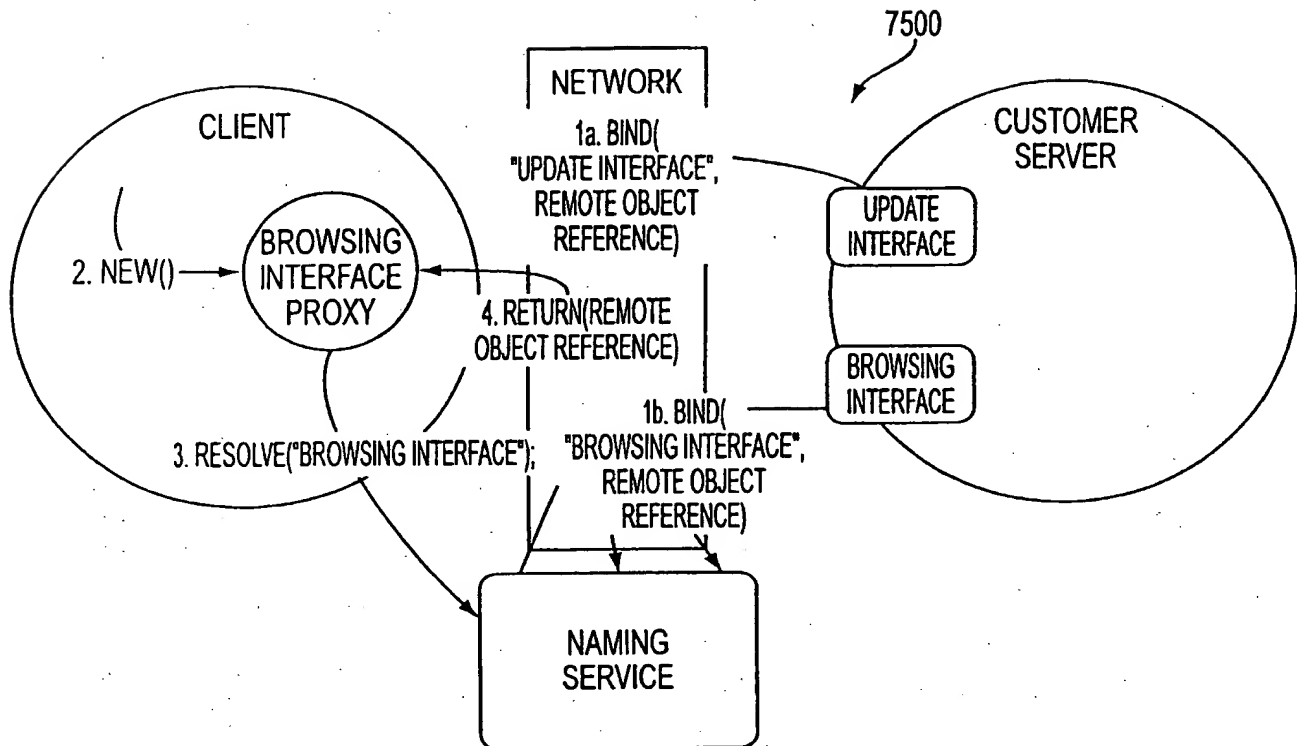 7500
NETWORK
CLIENT
CUSTOMER
SERVER
1a. BIND(
"UPDATE INTERFACE",
REMOTE OBJECT
REFERENCE)
UPDATE
INTERFACE
BROWSING
INTERFACE
PROXY
2. NEW()
4. RETURN(REMOTE
OBJECT REFERENCE)
BROWSING
INTERFACE
1b. BIND(
"BROWSING INTERFACE",
REMOTE OBJECT
REFERENCE)
3. RESOLVE("BROWSING INTERFACE");
NAMING
SERVICE